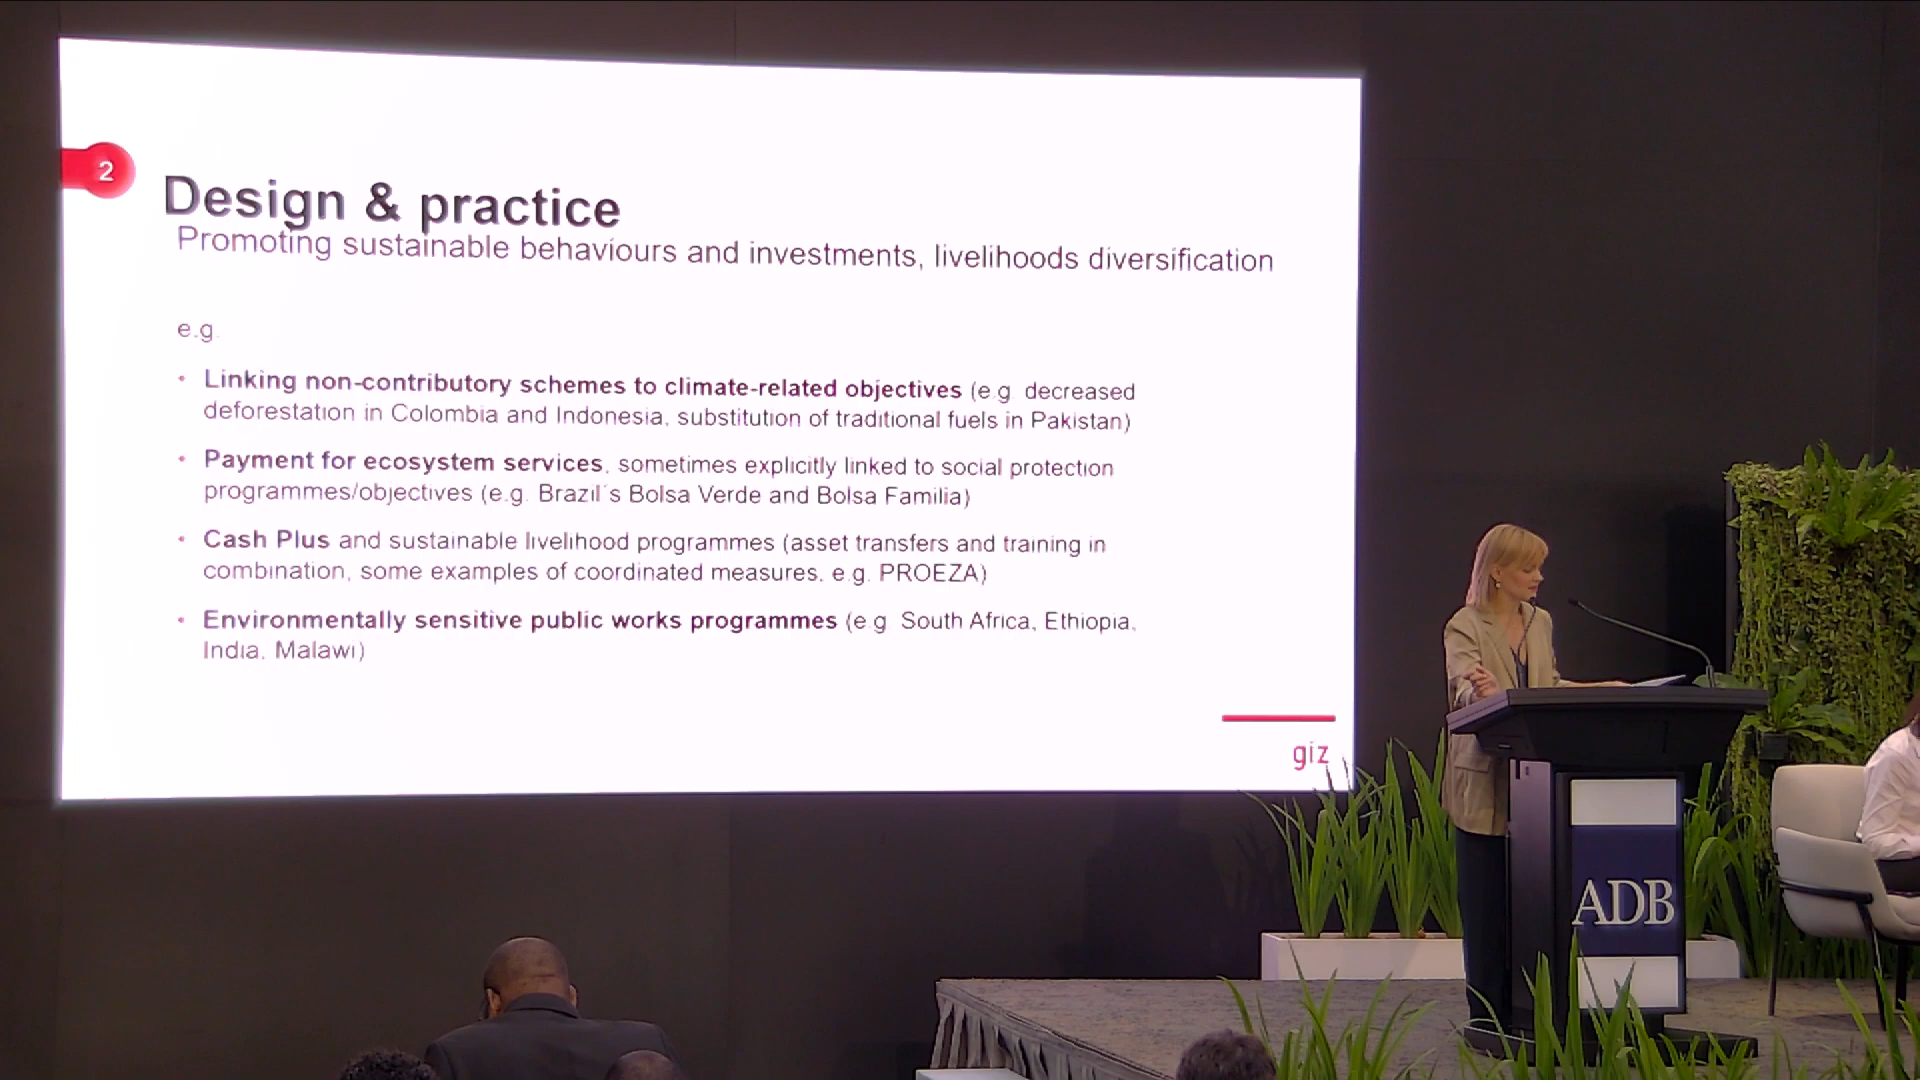 2
Design & practice
Promoting sustainable behaviours and investments, livelihoods diversification
e.g.
• Linking non-contributory schemes to climate-related objectives (e.g. decreased
deforestation in Colombia and Indonesia, substitution of traditional fuels in Pakistan)
• Payment for ecosystem services, sometimes explicitly linked to social protection
programmes/objectives (e.g. Brazil´s Bolsa Verde and Bolsa Familia)
• Cash Plus and sustainable livelihood programmes (asset transfers and training in
combination, some examples of coordinated measures, e.g. PROEZA)
• Environmentally sensitive public works programmes (e.g. South Africa, Ethiopia,
India, Malawi)
giz
ADB